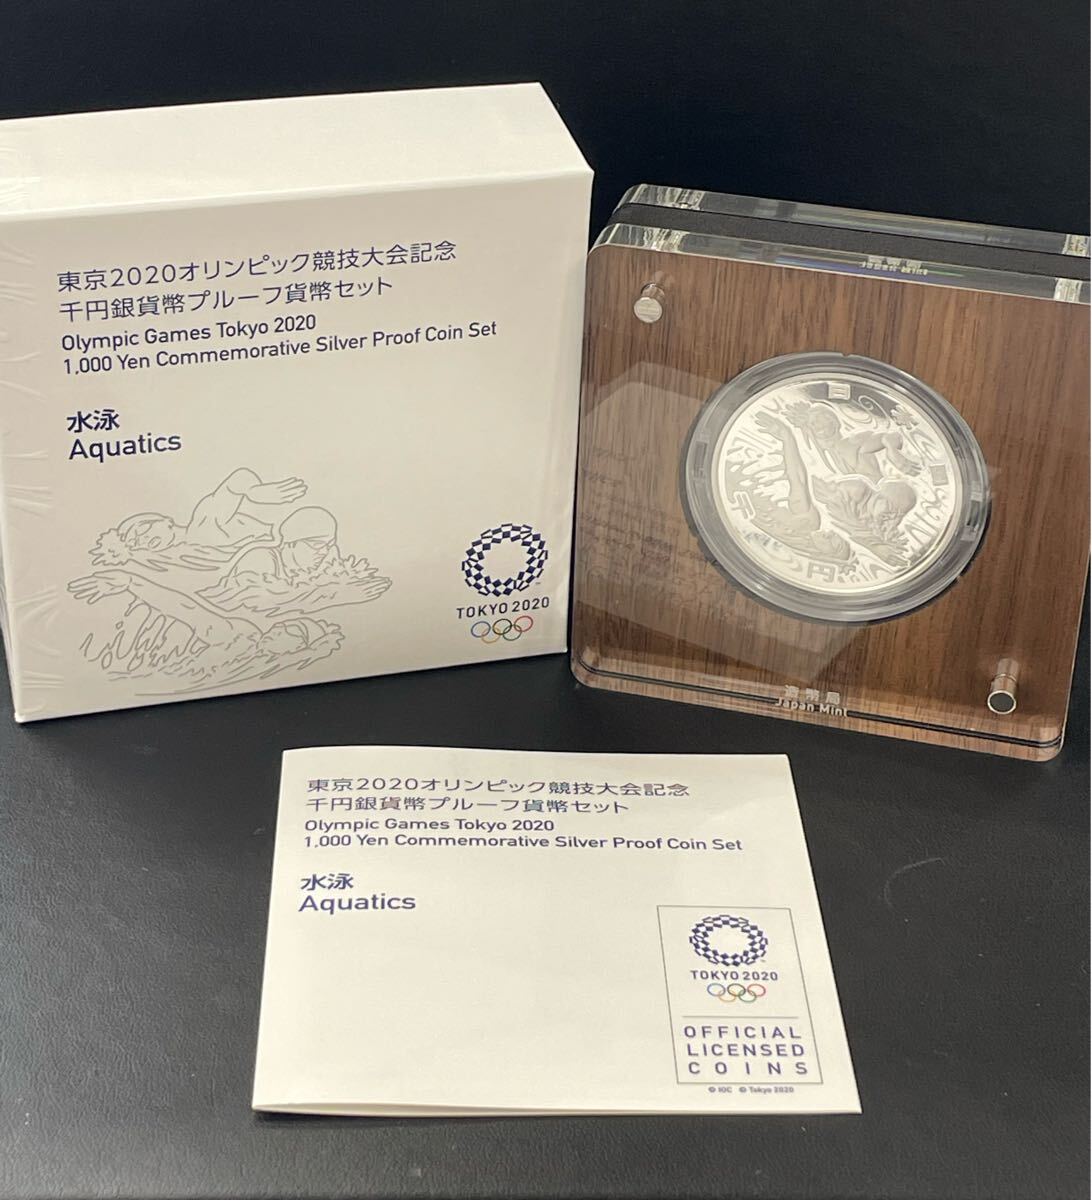 東京2020オリンピック競技大会記念
千円銀貨幣プルーフ貨幣セット
Olympic Games Tokyo 2020
1,000 Yen Commemorative Silver Proof Coin Set
水泳
Aquatics
TOKYO 2020
日
国
千
円
造幣局
Japan Mint
東京2020オリンピック競技大会記念
千円銀貨幣プルーフ貨幣セット
Olympic Games Tokyo 2020
1,000 Yen Commemorative Silver Proof Coin Set
水泳
Aquatics
TOKYO 2020
OFFICIAL
LICENSED
COINS
© IOC © Tokyo 2020